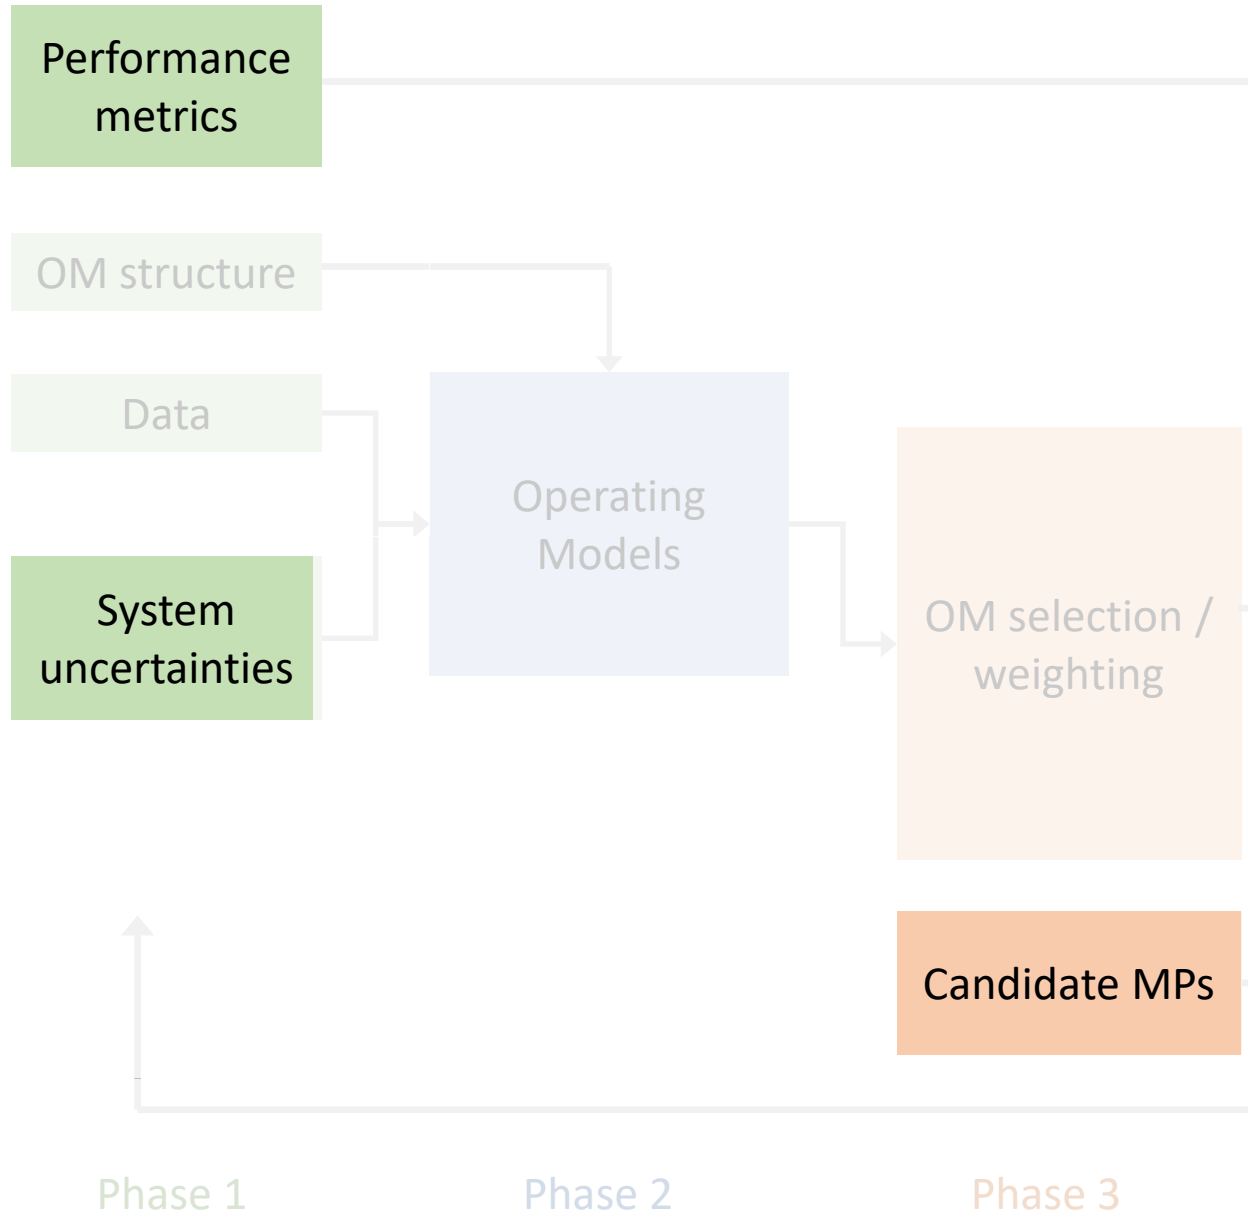 Performance
metrics
OM structure
Data
Operating
Models
System
uncertainties
OM selection /
weighting
Candidate MPs
Phase 1
Phase 2
Phase 3